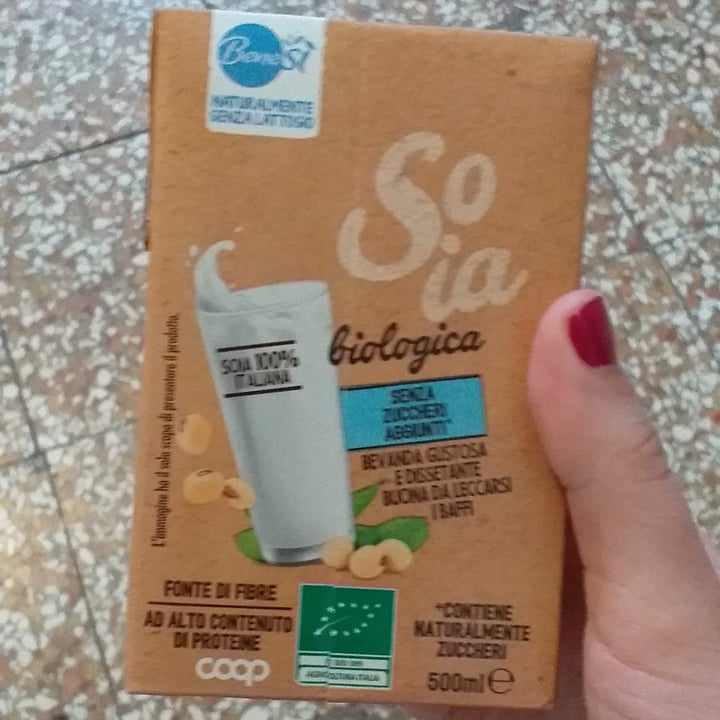 BeneSì
NATURALMENTE
SENZA LATTOSIO
So
ia
biologica
SOIA 100%
ITALIANA
SENZA
ZUCCHERI
AGGIUNTI*
BEVANDA GUSTOSA
E DISSETANTE
BUONA DA LECCARSI
I BAFFI
L'immagine ha il solo scopo di presentare il prodotto.
FONTE DI FIBRE
AD ALTO CONTENUTO
DI PROTEINE
coop
AGRICOLTURA ITALIA
*CONTIENE
NATURALMENTE
ZUCCHERI
500ml e